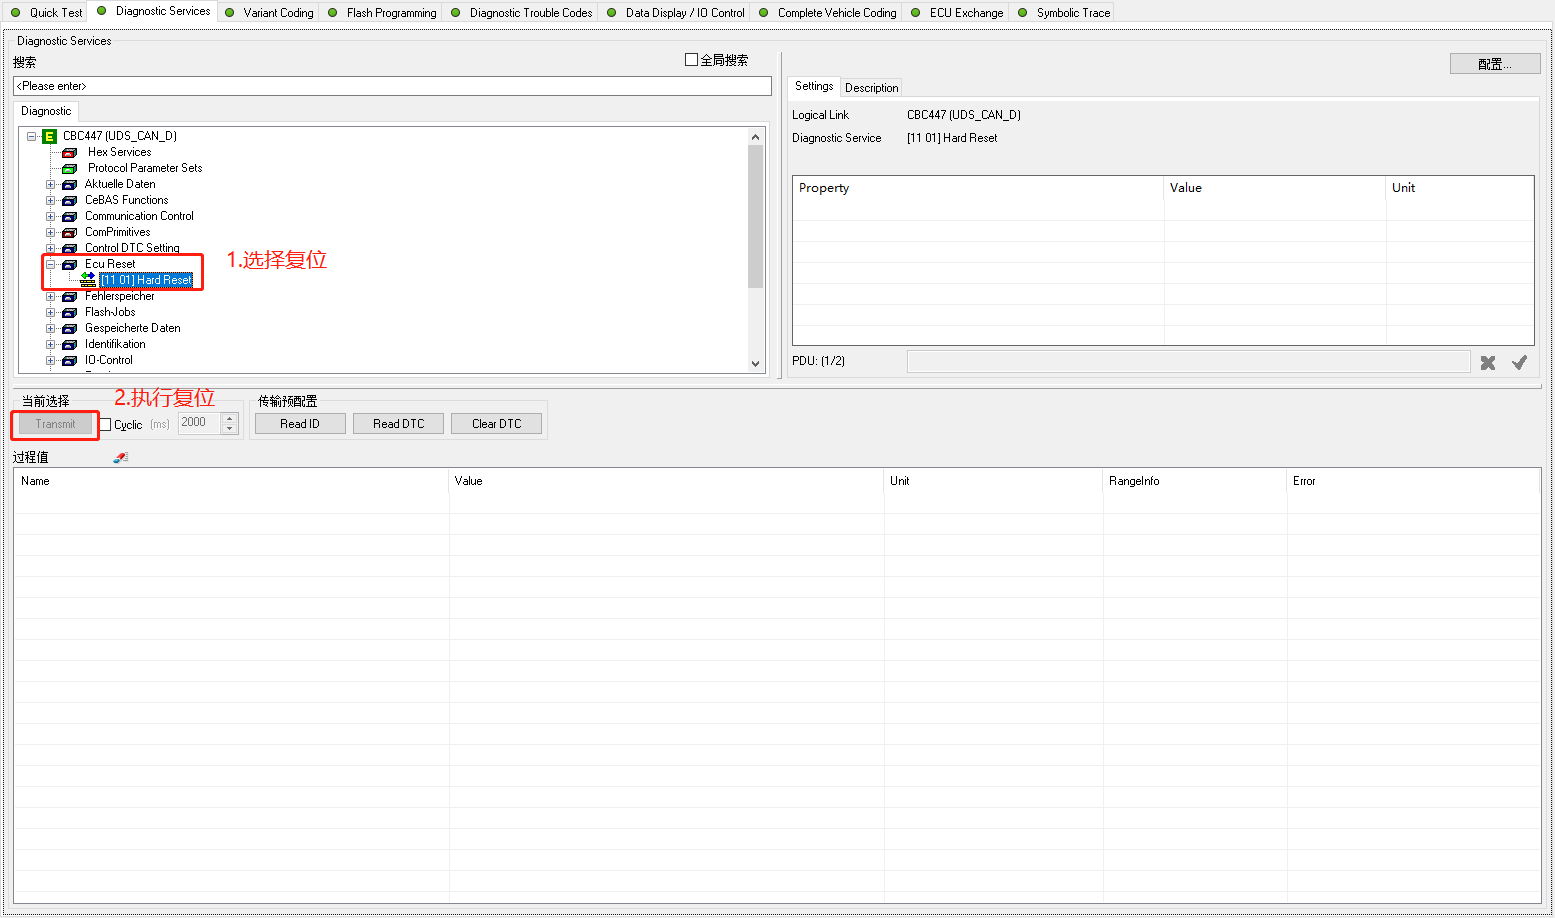 Quick Test Diagnostic Services Variant Coding Flash Programming Diagnostic Trouble Codes Data Display / IO Control Complete Vehicle Coding ECU Exchange Symbolic Trace
Diagnostic Services
搜索
全局搜索
<Please enter>
Diagnostic
E CBC447 (UDS_CAN_D)
Hex Services
Protocol Parameter Sets
Aktuelle Daten
CeBAS Functions
Communication Control
ComPrimitives
Control DTC Setting
Ecu Reset
[11 01] Hard Reset
Fehlerspeicher
Flash-Jobs
Gespeicherte Daten
Identifikation
IO-Control
1.选择复位
配置...
Settings Description
Logical Link CBC447 (UDS_CAN_D)
Diagnostic Service [11 01] Hard Reset
Property Value Unit
PDU: (1/2)
当前选择
2.执行复位
Transmit Cyclic (ms) 2000
传输预配置
Read ID Read DTC Clear DTC
过程值
Name Value Unit RangeInfo Error